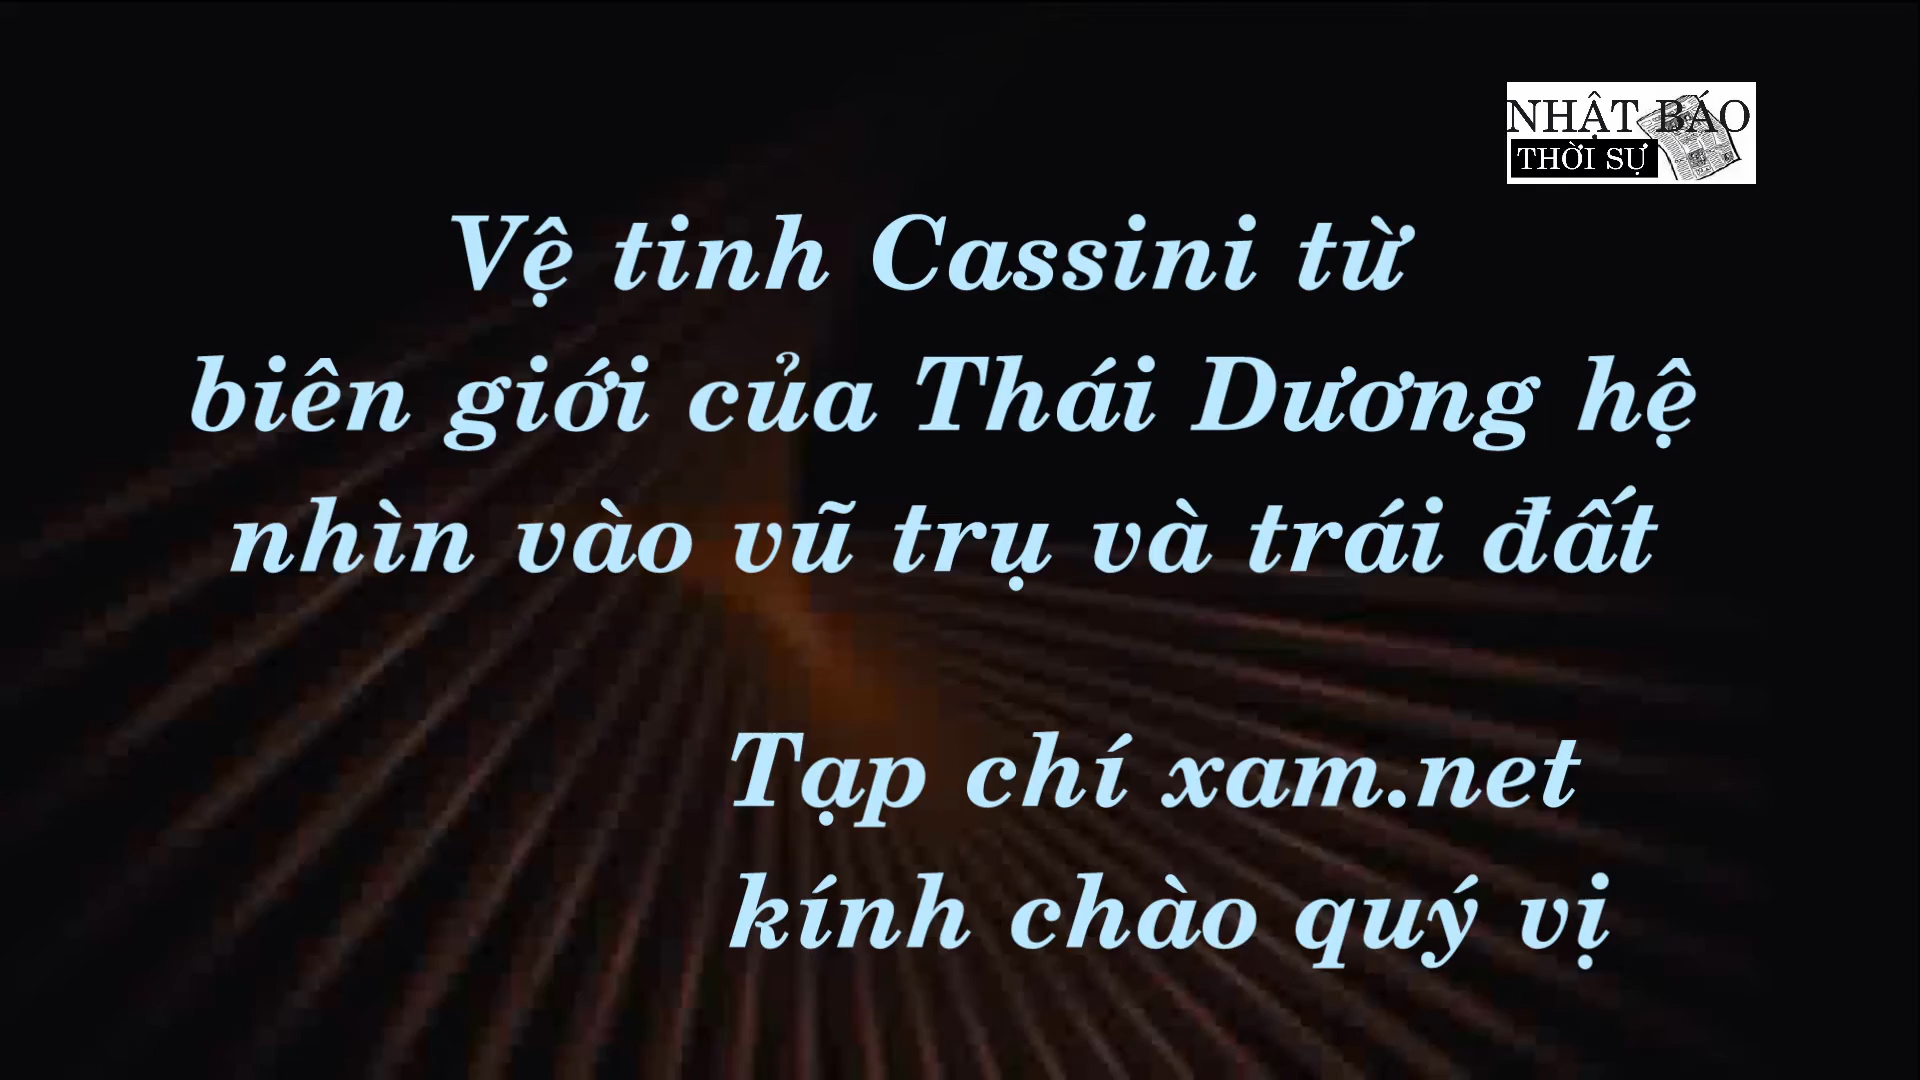 NHẬT BÁO
THỜI SỰ
Vệ tinh Cassini từ
biên giới của Thái Dương hệ
nhìn vào vũ trụ và trái đất
Tạp chí xam.net
kính chào quý vị